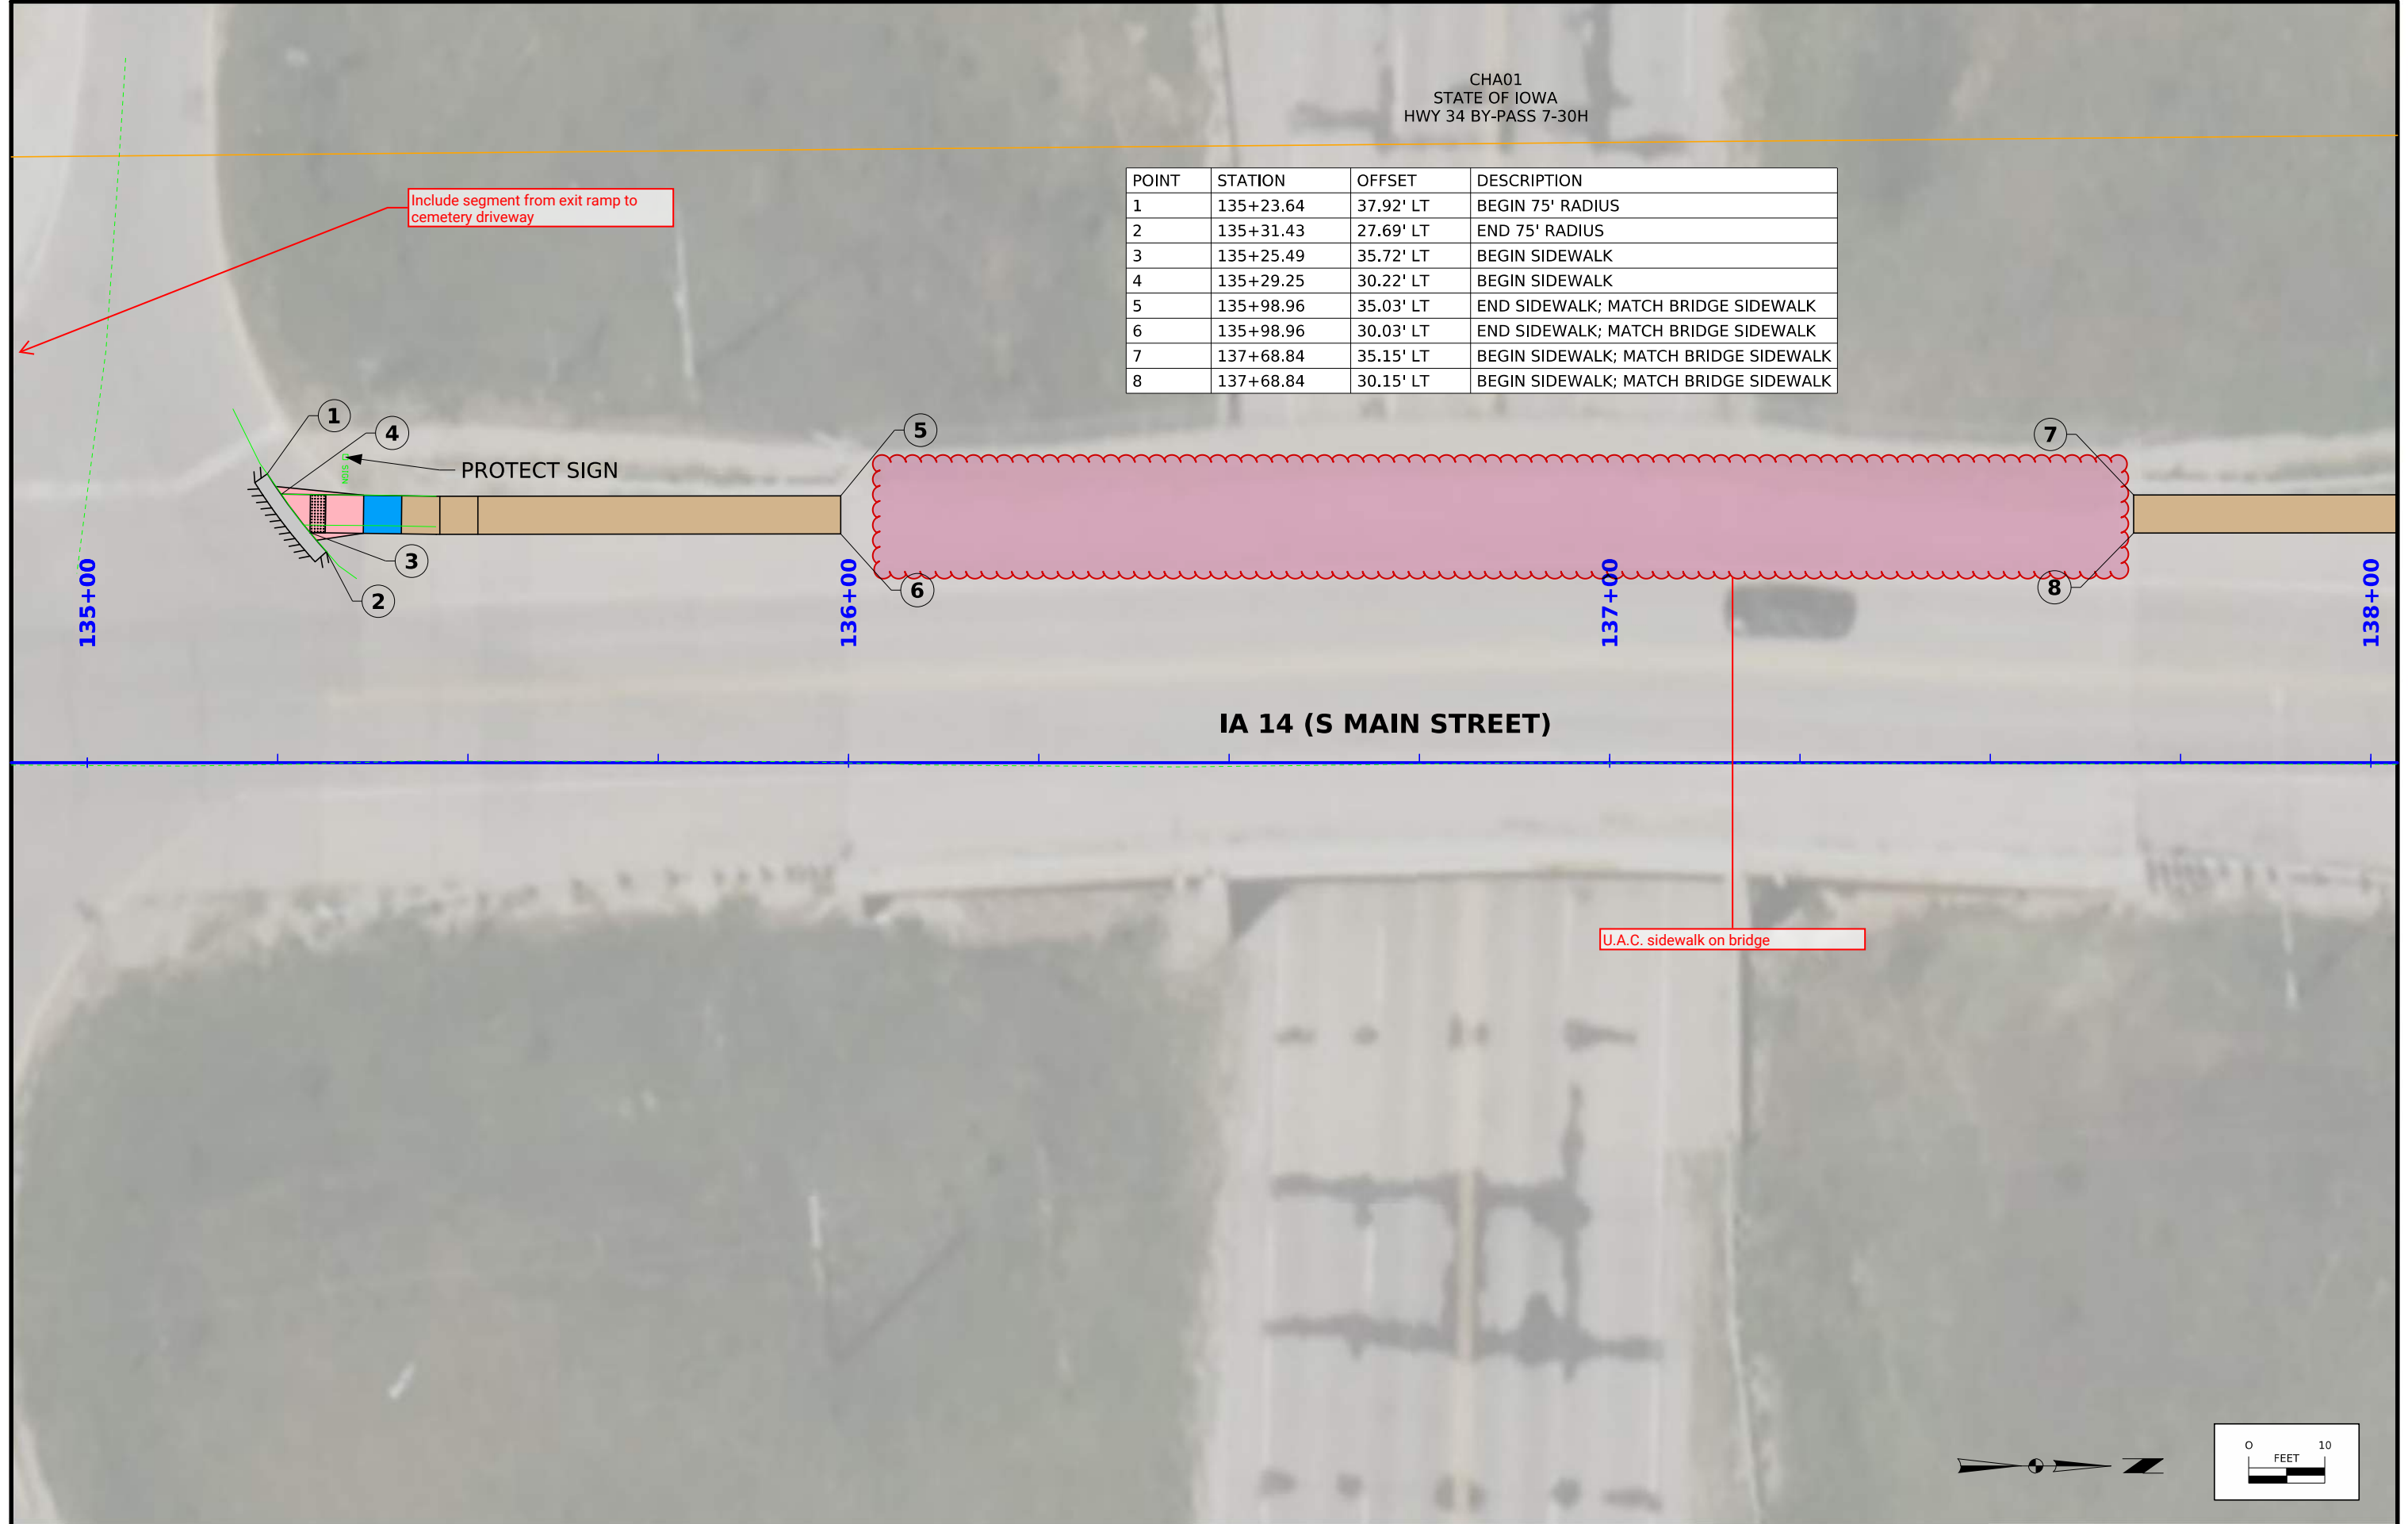 CHA01
STATE OF IOWA
HWY 34 BY-PASS 7-30H
POINT STATION OFFSET DESCRIPTION
1 135+23.64 37.92' LT BEGIN 75' RADIUS
2 135+31.43 27.69' LT END 75' RADIUS
3 135+25.49 35.72' LT BEGIN SIDEWALK
4 135+29.25 30.22' LT BEGIN SIDEWALK
5 135+98.96 35.03' LT END SIDEWALK; MATCH BRIDGE SIDEWALK
6 135+98.96 30.03' LT END SIDEWALK; MATCH BRIDGE SIDEWALK
7 137+68.84 35.15' LT BEGIN SIDEWALK; MATCH BRIDGE SIDEWALK
8 137+68.84 30.15' LT BEGIN SIDEWALK; MATCH BRIDGE SIDEWALK
Include segment from exit ramp to
cemetery driveway
1
4
5
7
PROTECT SIGN
SIGN
3
2
6
8
135+00
136+00
137+00
138+00
IA 14 (S MAIN STREET)
U.A.C. sidewalk on bridge
Z
0 10
FEET